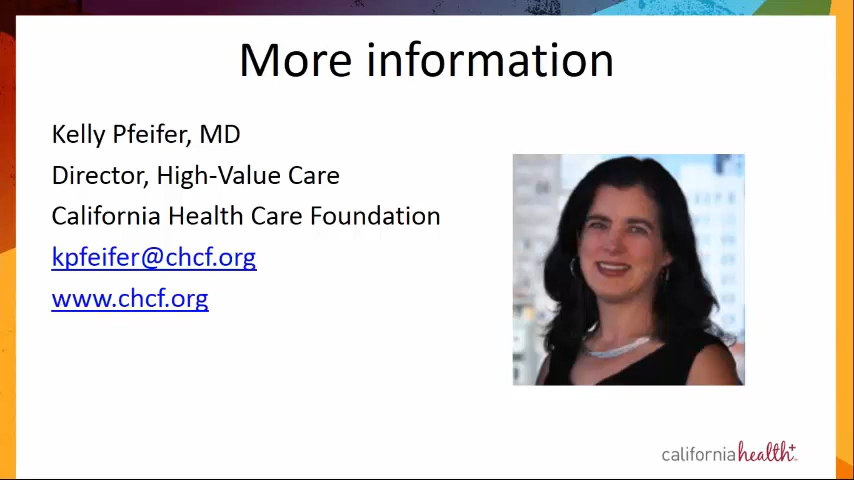 More information
Kelly Pfeifer, MD
Director, High-Value Care
California Health Care Foundation
kpfeifer@chcf.org
www.chcf.org
californiahealth+